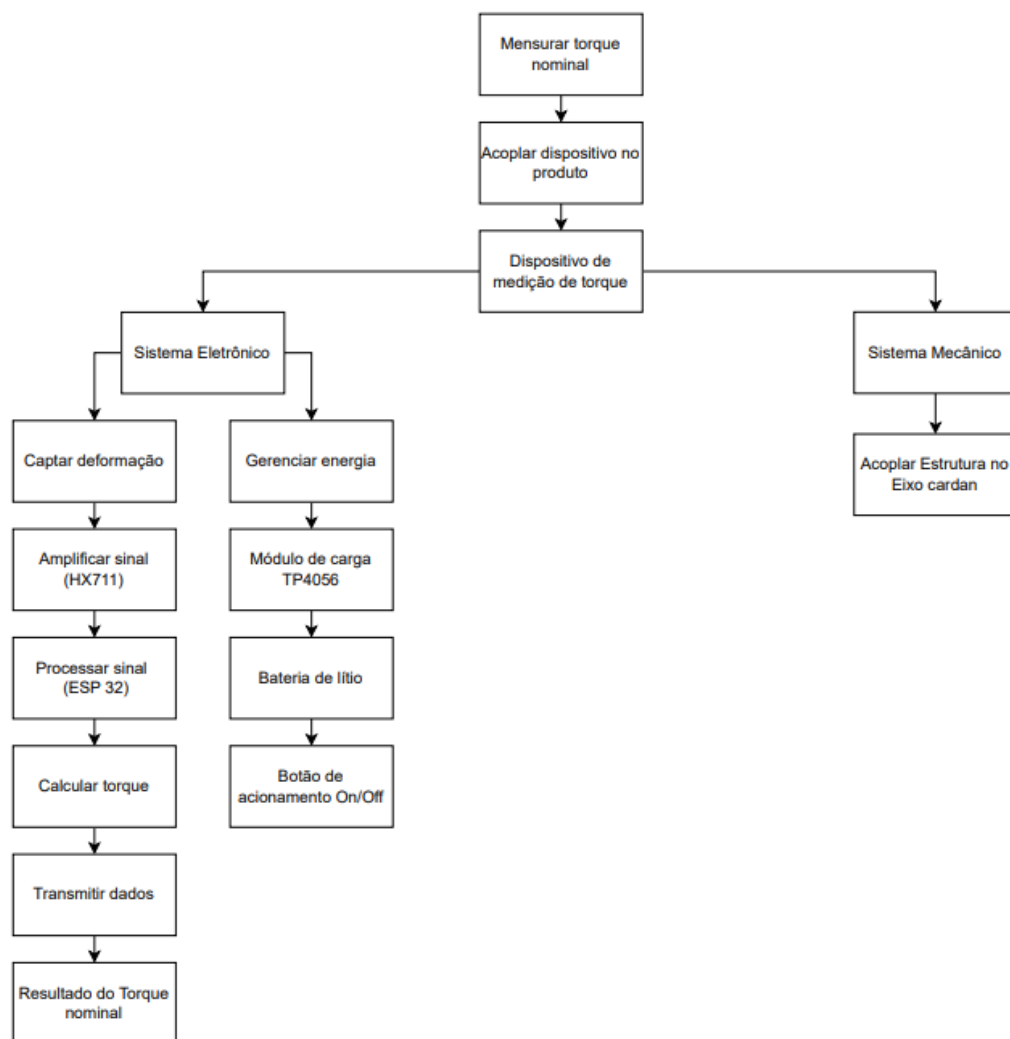 Mensurar torque
nominal
Acoplar dispositivo no
produto
Dispositivo de
medição de torque
Sistema Eletrônico
Sistema Mecânico
Captar deformação
Gerenciar energia
Acoplar Estrutura no
Eixo cardan
Amplificar sinal
(HX711)
Módulo de carga
TP4056
Processar sinal
(ESP 32)
Bateria de lítio
Calcular torque
Botão de
acionamento On/Off
Transmitir dados
Resultado do Torque
nominal